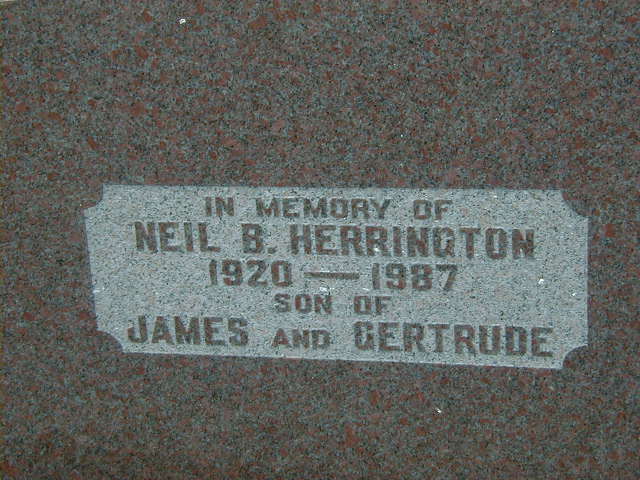 IN MEMORY OF
NEIL B. HERRINGTON
1920 — 1987
SON OF
JAMES AND GERTRUDE